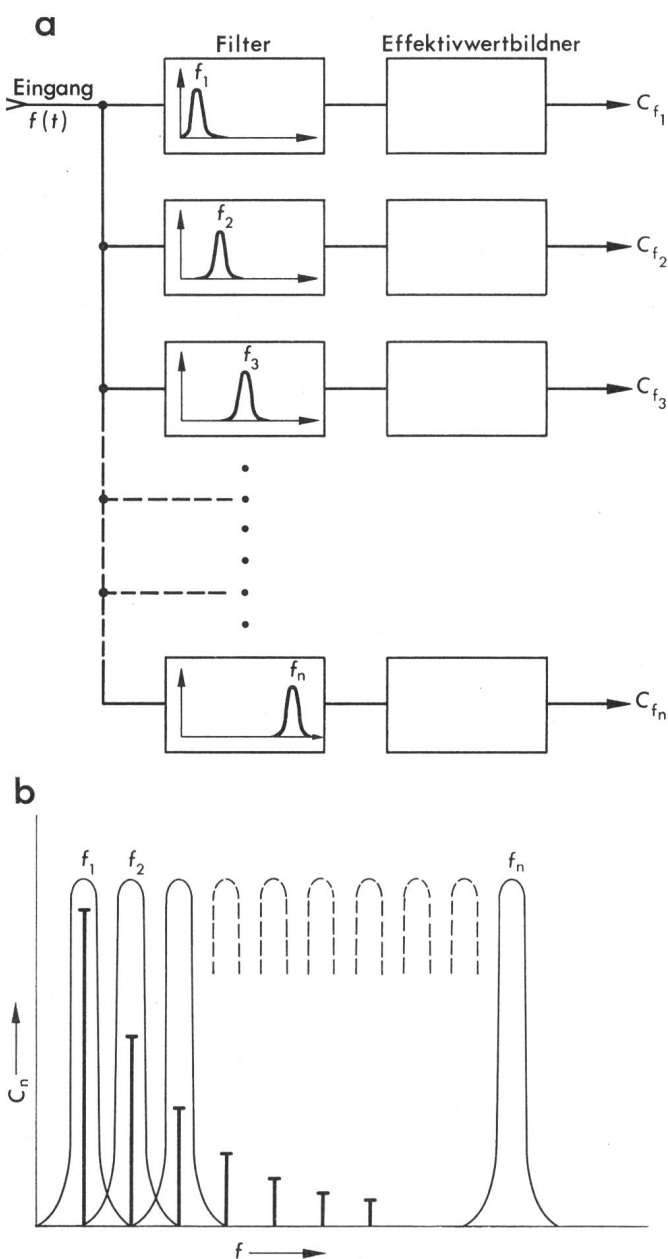 a
Filter Effektivwertbildner
Eingang
f(t)
f1
Cf1
f2
Cf2
f3
Cf3
fn
Cfn
b
f1 f2 fn
Cn
f